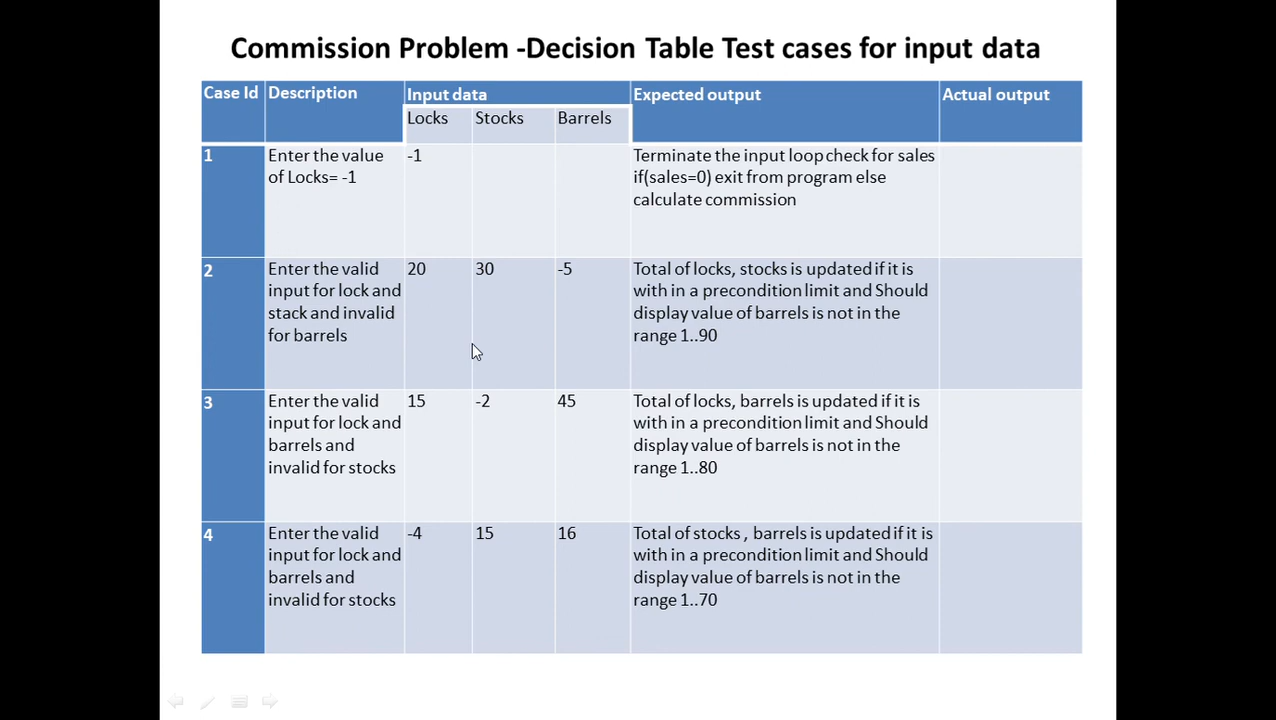 Commission Problem -Decision Table Test cases for input data
Case Id Description Input data Expected output Actual output
Locks Stocks Barrels
1
Enter the value
of Locks= -1
-1
Terminate the input loop check for sales
if(sales=0) exit from program else
calculate commission
2
Enter the valid
input for lock and
stack and invalid
for barrels
20 30 -5
Total of locks, stocks is updated if it is
with in a precondition limit and Should
display value of barrels is not in the
range 1..90
3
Enter the valid
input for lock and
barrels and
invalid for stocks
15 -2 45
Total of locks, barrels is updated if it is
with in a precondition limit and Should
display value of barrels is not in the
range 1..80
4
Enter the valid
input for lock and
barrels and
invalid for stocks
-4 15 16
Total of stocks , barrels is updated if it is
with in a precondition limit and Should
display value of barrels is not in the
range 1..70